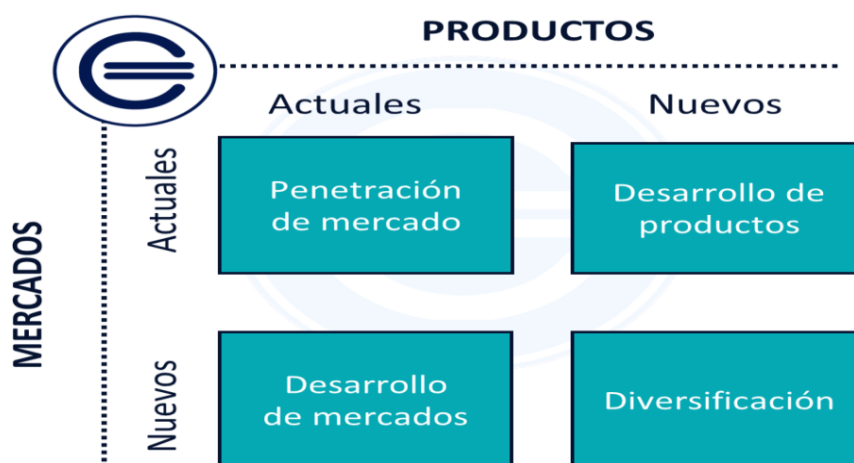 PRODUCTOS
Actuales
Nuevos
MERCADOS
Actuales
Penetración
de mercado
Desarrollo de
productos
Nuevos
Desarrollo
de mercados
Diversificación